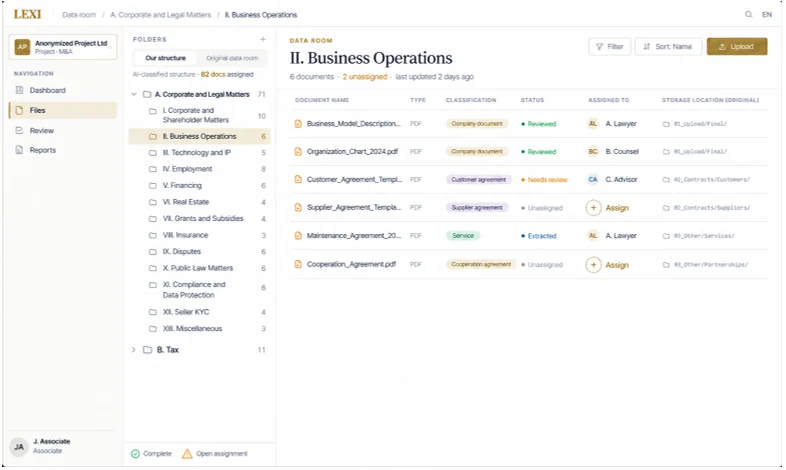 LEXI
Data room / A. Corporate and Legal Matters / II. Business Operations
EN
AP
Anonymized Project Ltd
Project · M&A
NAVIGATION
Dashboard
Files
Review
Reports
JA
J. Associate
Associate
FOLDERS +
Our structure Original data room
AI-classified structure · 82 docs assigned
A. Corporate and Legal Matters 71
I. Corporate and
Shareholder Matters 10
II. Business Operations 6
III. Technology and IP 5
IV. Employment 8
V. Financing 6
VI. Real Estate 4
VII. Grants and Subsidies 4
VIII. Insurance 3
IX. Disputes 6
X. Public Law Matters 6
XI. Compliance and
Data Protection 6
XII. Seller KYC 4
XIII. Miscellaneous 3
B. Tax 11
Complete Open assignment
DATA ROOM
II. Business Operations
6 documents · 2 unassigned · last updated 2 days ago
Filter Sort: Name Upload
DOCUMENT NAME TYPE CLASSIFICATION STATUS ASSIGNED TO STORAGE LOCATION (ORIGINAL)
Business_Model_Description... PDF Company document Reviewed AL A. Lawyer 01_Upload/Final/
Organization_Chart_2024.pdf PDF Company document Reviewed BC B. Counsel 01_Upload/Final/
Customer_Agreement_Templ... PDF Customer agreement Needs review CA C. Advisor 02_Contracts/Customers/
Supplier_Agreement_Templa... PDF Supplier agreement Unassigned + Assign 02_Contracts/Suppliers/
Maintenance_Agreement_20... PDF Service Extracted AL A. Lawyer 03_Other/Services/
Cooperation_Agreement.pdf PDF Cooperation agreement Unassigned + Assign 03_Other/Partnerships/